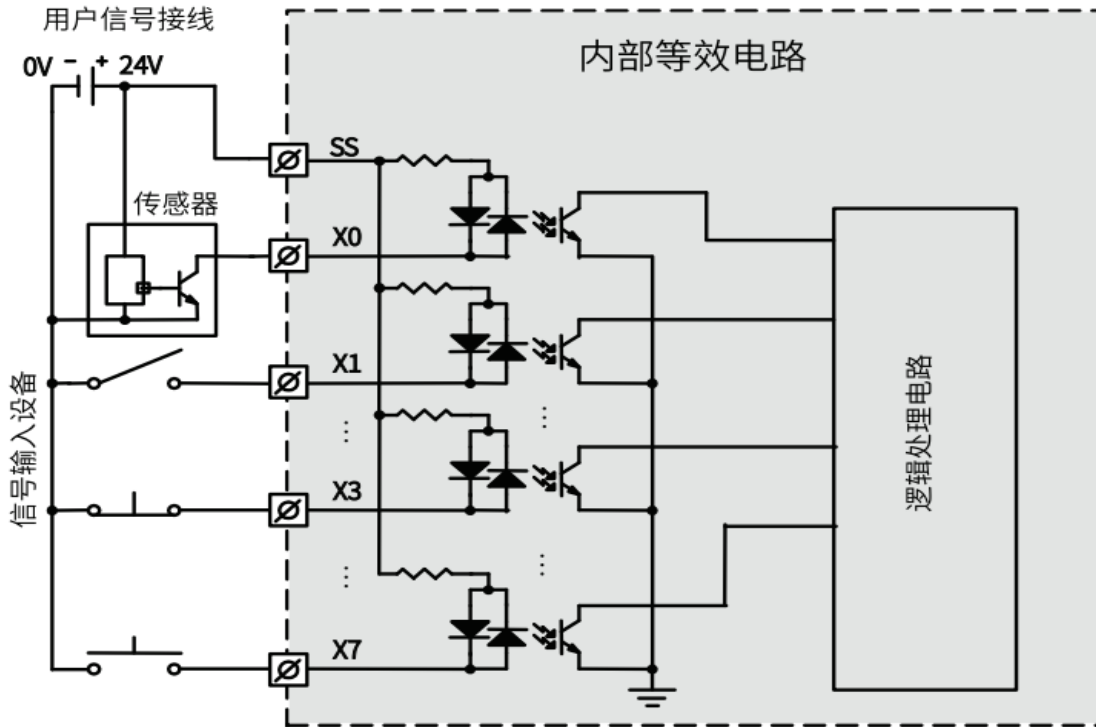 用户信号接线
内部等效电路
0V - + 24V
SS
传感器
X0
X1
⋮ ⋮
信号输入设备
逻辑处理电路
X3
⋮ ⋮
X7